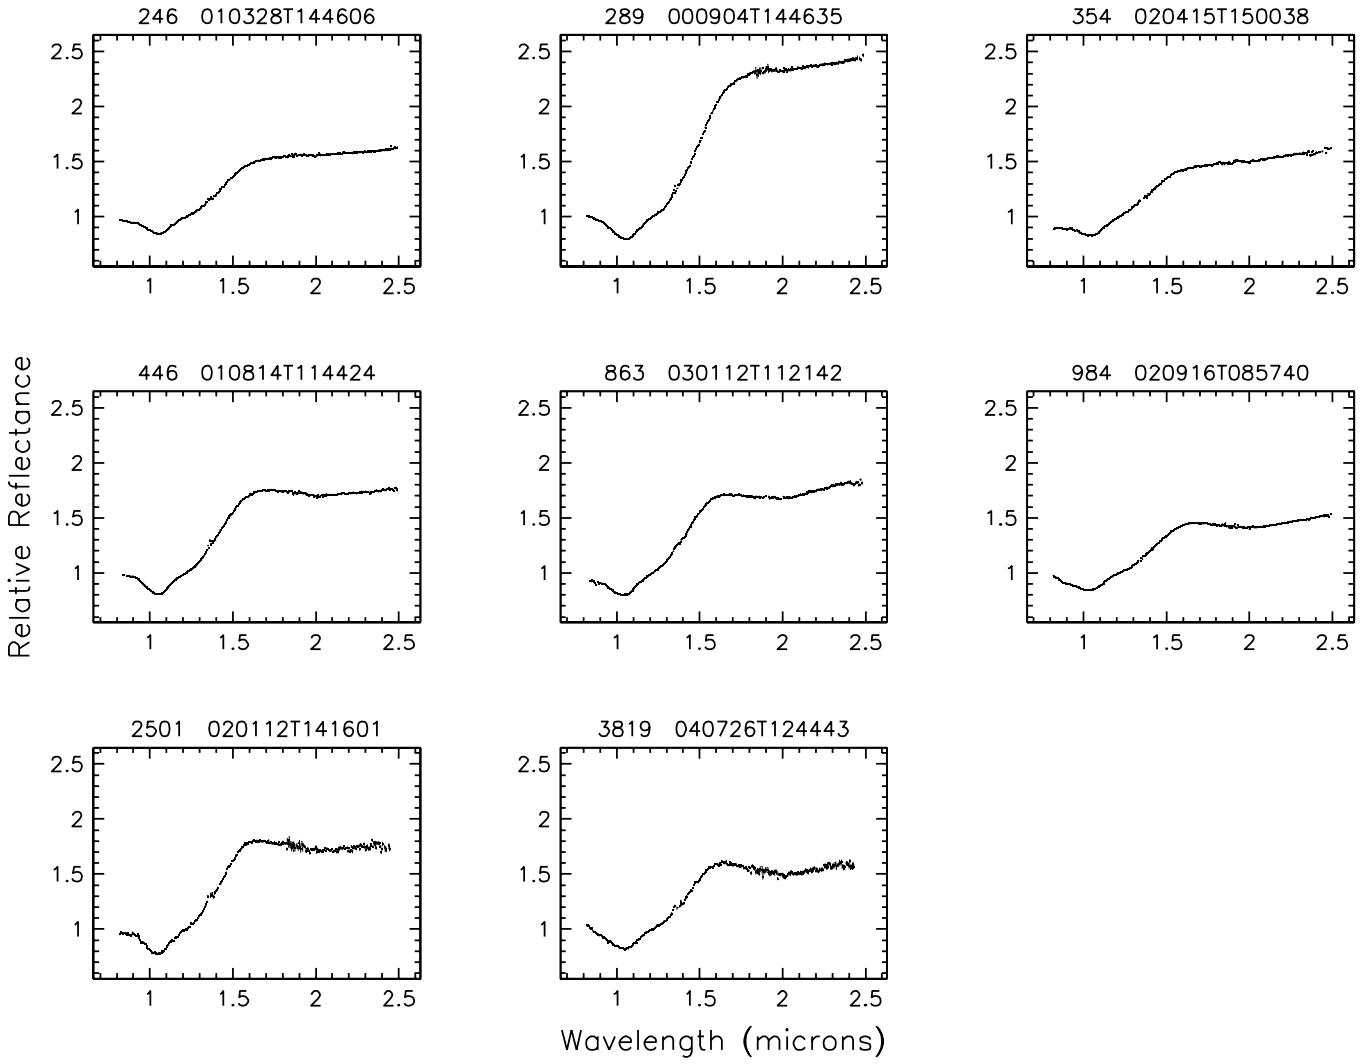 246 010328T144606
289 000904T144635
354 020415T150038
2.5
2
1.5
1
1 1.5 2 2.5
2.5
2
1.5
1
1 1.5 2 2.5
2.5
2
1.5
1
1 1.5 2 2.5
446 010814T114424
863 030112T112142
984 020916T085740
2.5
2
1.5
1
1 1.5 2 2.5
2.5
2
1.5
1
1 1.5 2 2.5
2.5
2
1.5
1
1 1.5 2 2.5
Relative Reflectance
2501 020112T141601
3819 040726T124443
2.5
2
1.5
1
1 1.5 2 2.5
2.5
2
1.5
1
1 1.5 2 2.5
Wavelength (microns)